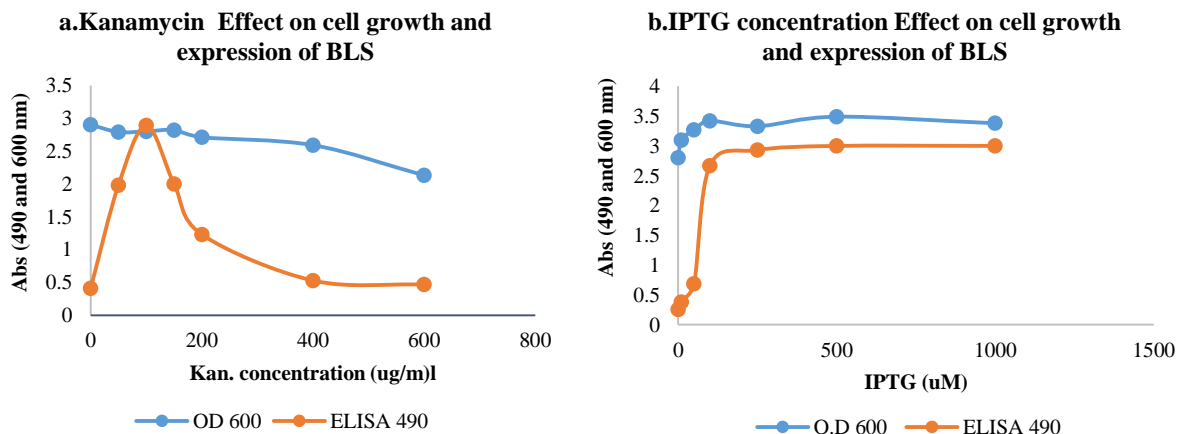 a.Kanamycin Effect on cell growth and
expression of BLS
3.5
3
2.5
2
1.5
1
0.5
0
Abs (490 and 600 nm)
0 200 400 600 800
Kan. concentration (ug/m)l
OD 600 ELISA 490
b.IPTG concentration Effect on cell growth
and expression of BLS
4
3.5
3
2.5
2
1.5
1
0.5
0
Abs (490 and 600 nm)
0 500 1000 1500
IPTG (uM)
O.D 600 ELISA 490